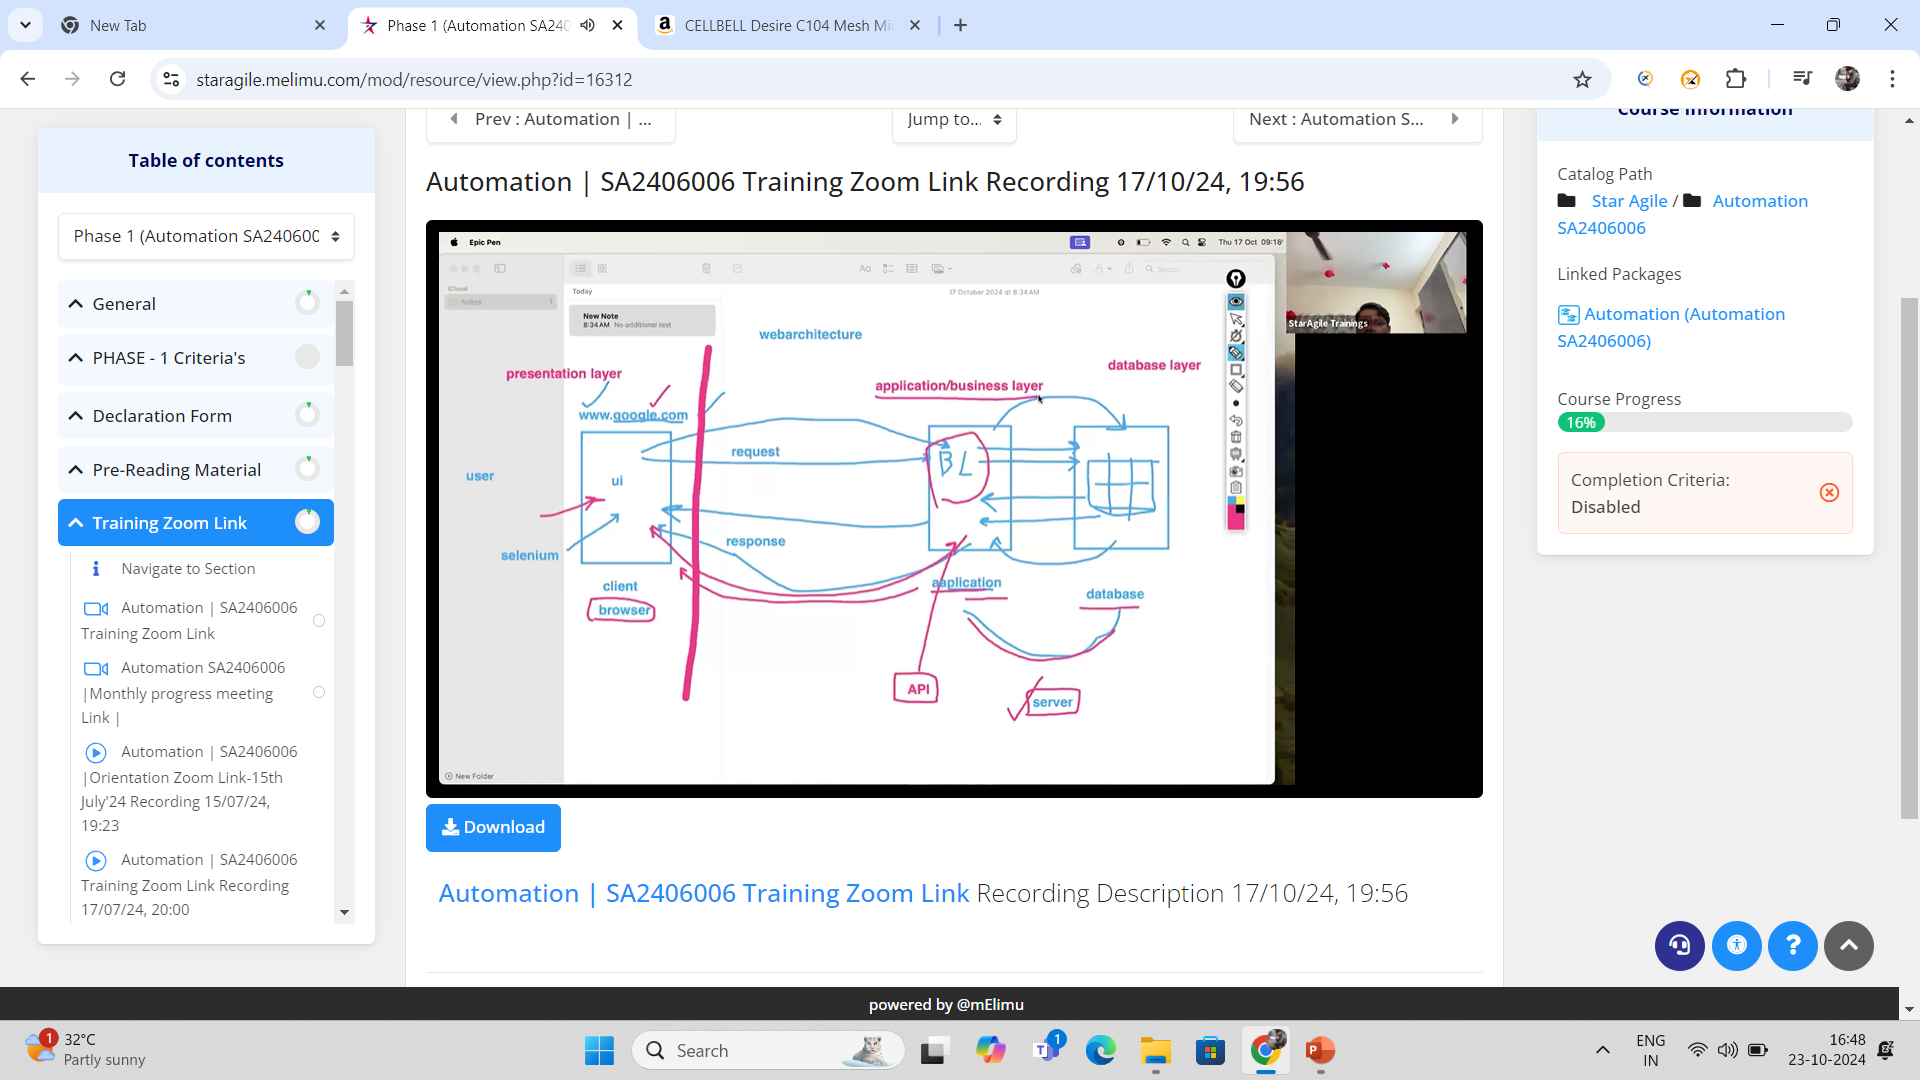 New Tab
Phase 1 (Automation SA240
CELLBELL Desire C104 Mesh Mi
staragile.melimu.com/mod/resource/view.php?id=16312
Table of contents
Phase 1 (Automation SA240600
General
PHASE - 1 Criteria's
Declaration Form
Pre-Reading Material
Training Zoom Link
Navigate to Section
Automation | SA2406006
Training Zoom Link
Automation SA2406006
|Monthly progress meeting
Link |
Automation | SA2406006
|Orientation Zoom Link-15th
July'24 Recording 15/07/24,
19:23
Automation | SA2406006
Training Zoom Link Recording
17/07/24, 20:00
Prev : Automation | ...
Jump to...
Next : Automation S...
Automation | SA2406006 Training Zoom Link Recording 17/10/24, 19:56
Epic Pen
Thu 17 Oct 09:18
iCloud
Notes 1
Today
New Note
8:34 AM No additional text
17 October 2024 at 8:34 AM
Aa
Search
StarAgile Trainings
webarchitecture
presentation layer
application/business layer
database layer
www.google.com
request
BL
user
ui
response
selenium
client
browser
aaplication
database
API
server
New Folder
Download
Automation | SA2406006 Training Zoom Link Recording Description 17/10/24, 19:56
Course Information
Catalog Path
Star Agile / Automation
SA2406006
Linked Packages
Automation (Automation
SA2406006)
Course Progress
16%
Completion Criteria:
Disabled
powered by @mElimu
1
32°C
Partly sunny
Search
1
ENG
IN
16:48
23-10-2024